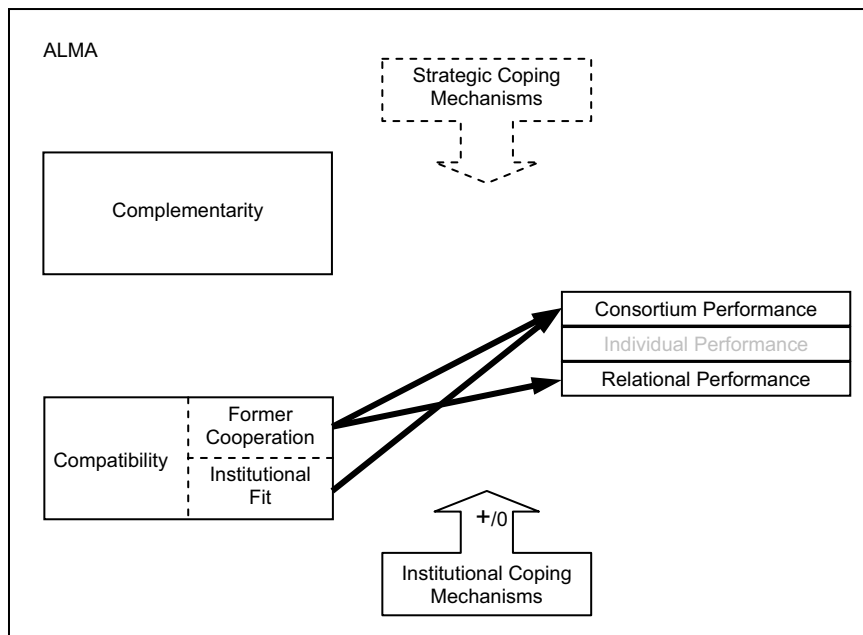 ALMA
Strategic Coping
Mechanisms
Complementarity
Consortium Performance
Individual Performance
Relational Performance
Compatibility
Former
Cooperation
Institutional
Fit
+/0
Institutional Coping
Mechanisms